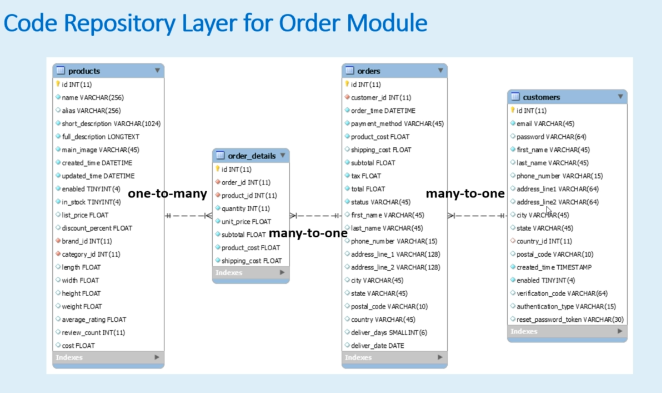 Code Repository Layer for Order Module
products
id INT(11)
name VARCHAR(256)
alias VARCHAR(256)
short_description VARCHAR(1024)
full_description LONGTEXT
main_image VARCHAR(45)
created_time DATETIME
updated_time DATETIME
enabled TINYINT(4)
in_stock TINYINT(4)
list_price FLOAT
discount_percent FLOAT
brand_id INT(11)
category_id INT(11)
length FLOAT
width FLOAT
height FLOAT
weight FLOAT
average_rating FLOAT
review_count INT(11)
cost FLOAT
Indexes
one-to-many
order_details
id INT(11)
order_id INT(11)
product_id INT(11)
quantity INT(11)
unit_price FLOAT
subtotal FLOAT
product_cost FLOAT
shipping_cost FLOAT
Indexes
many-to-one
orders
id INT(11)
customer_id INT(11)
order_time DATETIME
payment_method VARCHAR(45)
product_cost FLOAT
shipping_cost FLOAT
subtotal FLOAT
tax FLOAT
total FLOAT
status VARCHAR(45)
first_name VARCHAR(45)
last_name VARCHAR(45)
phone_number VARCHAR(15)
address_line_1 VARCHAR(128)
address_line_2 VARCHAR(128)
city VARCHAR(45)
state VARCHAR(45)
postal_code VARCHAR(10)
country VARCHAR(45)
deliver_days SMALLINT(6)
deliver_date DATE
Indexes
many-to-one
customers
id INT(11)
email VARCHAR(45)
password VARCHAR(64)
first_name VARCHAR(45)
last_name VARCHAR(45)
phone_number VARCHAR(15)
address_line1 VARCHAR(64)
address_line2 VARCHAR(64)
city VARCHAR(45)
state VARCHAR(45)
country_id INT(11)
postal_code VARCHAR(10)
created_time TIMESTAMP
enabled TINYINT(4)
verification_code VARCHAR(64)
authentication_type VARCHAR(15)
reset_password_token VARCHAR(30)
Indexes